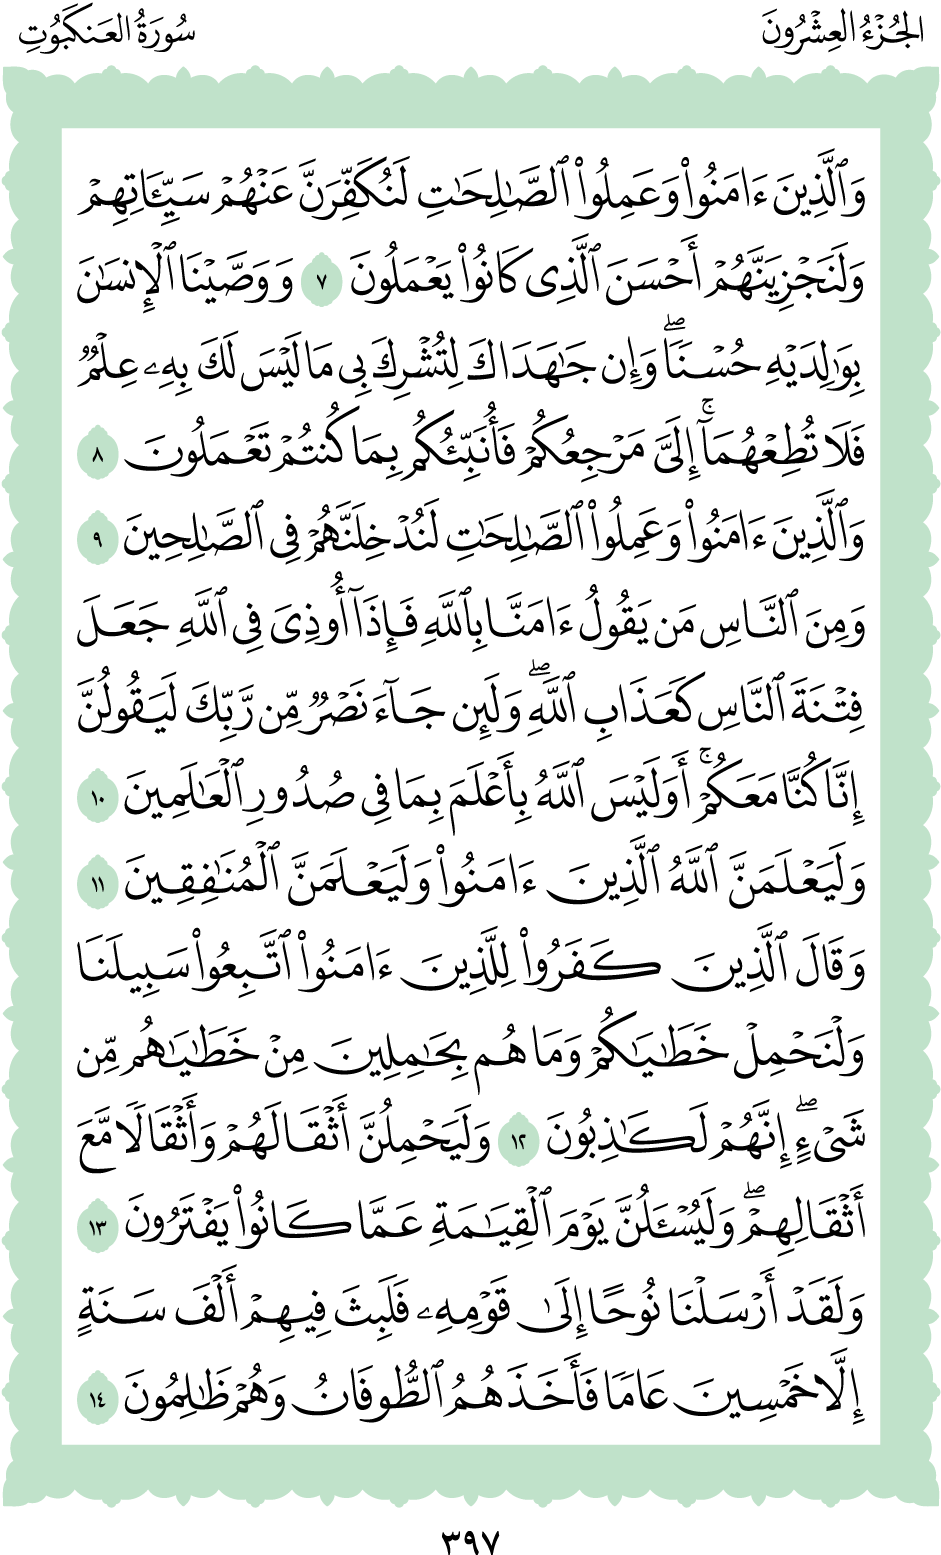 الجُزْءُ العِشْرُونَ
سُورَةُ العَنكَبُوتِ
وَٱلَّذِينَ ءَامَنُوا۟ وَعَمِلُوا۟ ٱلصَّـٰلِحَـٰتِ لَنُكَفِّرَنَّ عَنْهُمْ سَيِّـَٔاتِهِمْ
وَلَنَجْزِيَنَّهُمْ أَحْسَنَ ٱلَّذِى كَانُوا۟ يَعْمَلُونَ ٧ وَوَصَّيْنَا ٱلْإِنسَـٰنَ
بِوَٰلِدَيْهِ حُسْنًا ۖ وَإِن جَـٰهَدَاكَ لِتُشْرِكَ بِى مَا لَيْسَ لَكَ بِهِۦ عِلْمٌ
فَلَا تُطِعْهُمَآ ۚ إِلَىَّ مَرْجِعُكُمْ فَأُنَبِّئُكُم بِمَا كُنتُمْ تَعْمَلُونَ ٨
وَٱلَّذِينَ ءَامَنُوا۟ وَعَمِلُوا۟ ٱلصَّـٰلِحَـٰتِ لَنُدْخِلَنَّهُمْ فِى ٱلصَّـٰلِحِينَ ٩
وَمِنَ ٱلنَّاسِ مَن يَقُولُ ءَامَنَّا بِٱللَّهِ فَإِذَآ أُوذِىَ فِى ٱللَّهِ جَعَلَ
فِتْنَةَ ٱلنَّاسِ كَعَذَابِ ٱللَّهِ ۖ وَلَئِن جَآءَ نَصْرٌ مِّن رَّبِّكَ لَيَقُولُنَّ
إِنَّا كُنَّا مَعَكُمْ ۚ أَوَلَيْسَ ٱللَّهُ بِأَعْلَمَ بِمَا فِى صُدُورِ ٱلْعَـٰلَمِينَ ١٠
وَلَيَعْلَمَنَّ ٱللَّهُ ٱلَّذِينَ ءَامَنُوا۟ وَلَيَعْلَمَنَّ ٱلْمُنَـٰفِقِينَ ١١
وَقَالَ ٱلَّذِينَ كَفَرُوا۟ لِلَّذِينَ ءَامَنُوا۟ ٱتَّبِعُوا۟ سَبِيلَنَا
وَلْنَحْمِلْ خَطَـٰيَـٰكُمْ وَمَا هُم بِحَـٰمِلِينَ مِنْ خَطَـٰيَـٰهُم مِّن
شَىْءٍ ۖ إِنَّهُمْ لَكَـٰذِبُونَ ١٢ وَلَيَحْمِلُنَّ أَثْقَالَهُمْ وَأَثْقَالًا مَّعَ
أَثْقَالِهِمْ ۖ وَلَيُسْـَٔلُنَّ يَوْمَ ٱلْقِيَـٰمَةِ عَمَّا كَانُوا۟ يَفْتَرُونَ ١٣
وَلَقَدْ أَرْسَلْنَا نُوحًا إِلَىٰ قَوْمِهِۦ فَلَبِثَ فِيهِمْ أَلْفَ سَنَةٍ
إِلَّا خَمْسِينَ عَامًا فَأَخَذَهُمُ ٱلطُّوفَانُ وَهُمْ ظَـٰلِمُونَ ١٤
٣٩٧